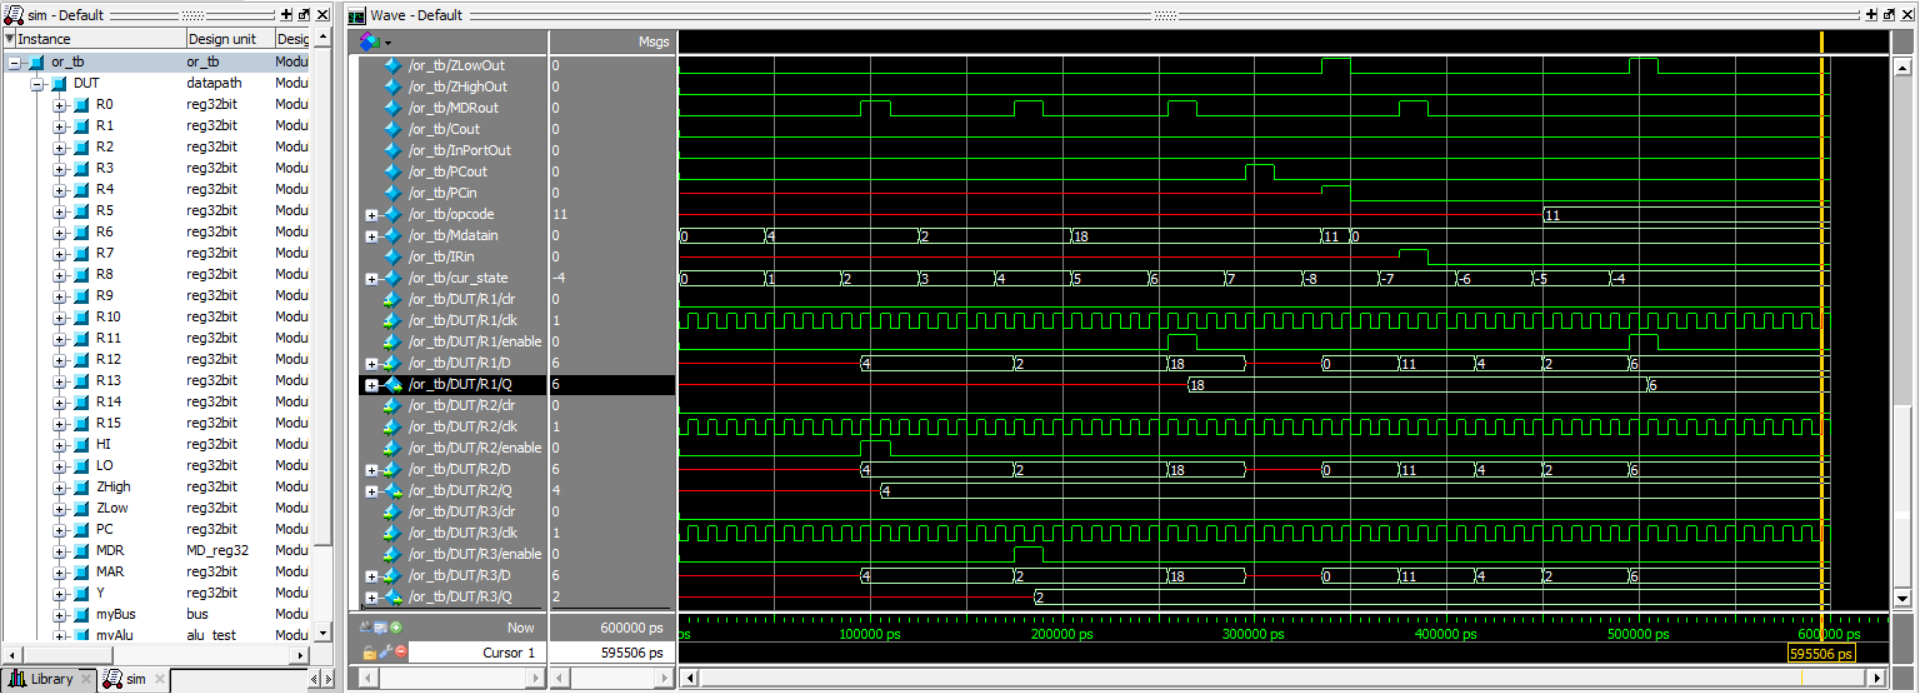 sim - Default
Instance Design unit Desig
or_tb or_tb Modu
DUT datapath Modu
R0 reg32bit Modu
R1 reg32bit Modu
R2 reg32bit Modu
R3 reg32bit Modu
R4 reg32bit Modu
R5 reg32bit Modu
R6 reg32bit Modu
R7 reg32bit Modu
R8 reg32bit Modu
R9 reg32bit Modu
R10 reg32bit Modu
R11 reg32bit Modu
R12 reg32bit Modu
R13 reg32bit Modu
R14 reg32bit Modu
R15 reg32bit Modu
HI reg32bit Modu
LO reg32bit Modu
ZHigh reg32bit Modu
ZLow reg32bit Modu
PC reg32bit Modu
MDR MD_reg32 Modu
MAR reg32bit Modu
Y reg32bit Modu
myBus bus Modu
myAlu alu_test Modu
Library sim
Wave - Default
Msgs
/or_tb/ZLowOut 0
/or_tb/ZHighOut 0
/or_tb/MDRout 0
/or_tb/Cout 0
/or_tb/InPortOut 0
/or_tb/PCout 0
/or_tb/PCin 0
/or_tb/opcode 11 11
/or_tb/Mdatain 0 0 4 2 18 11 0
/or_tb/IRin 0
/or_tb/cur_state -4 0 1 2 3 4 5 6 7 -8 -7 -6 -5 -4
/or_tb/DUT/R1/clr 0
/or_tb/DUT/R1/clk 1
/or_tb/DUT/R1/enable 0
/or_tb/DUT/R1/D 6 4 2 18 0 11 4 2 6
/or_tb/DUT/R1/Q 6 18 6
/or_tb/DUT/R2/clr 0
/or_tb/DUT/R2/clk 1
/or_tb/DUT/R2/enable 0
/or_tb/DUT/R2/D 6 4 2 18 0 11 4 2 6
/or_tb/DUT/R2/Q 4 4
/or_tb/DUT/R3/clr 0
/or_tb/DUT/R3/clk 1
/or_tb/DUT/R3/enable 0
/or_tb/DUT/R3/D 6 4 2 18 0 11 4 2 6
/or_tb/DUT/R3/Q 2 2
Now 600000 ps ps 100000 ps 200000 ps 300000 ps 400000 ps 500000 ps 600000 ps
Cursor 1 595506 ps 595506 ps